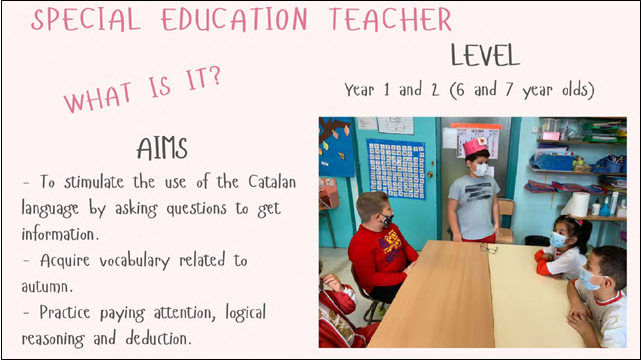 SPECIAL EDUCATION TEACHER
WHAT IS IT?
LEVEL
Year 1 and 2 (6 and 7 year olds)
AIMS
- To stimulate the use of the Catalan
language by asking questions to get
information.
- Acquire vocabulary related to
autumn.
- Practice paying attention, logical
reasoning and deduction.